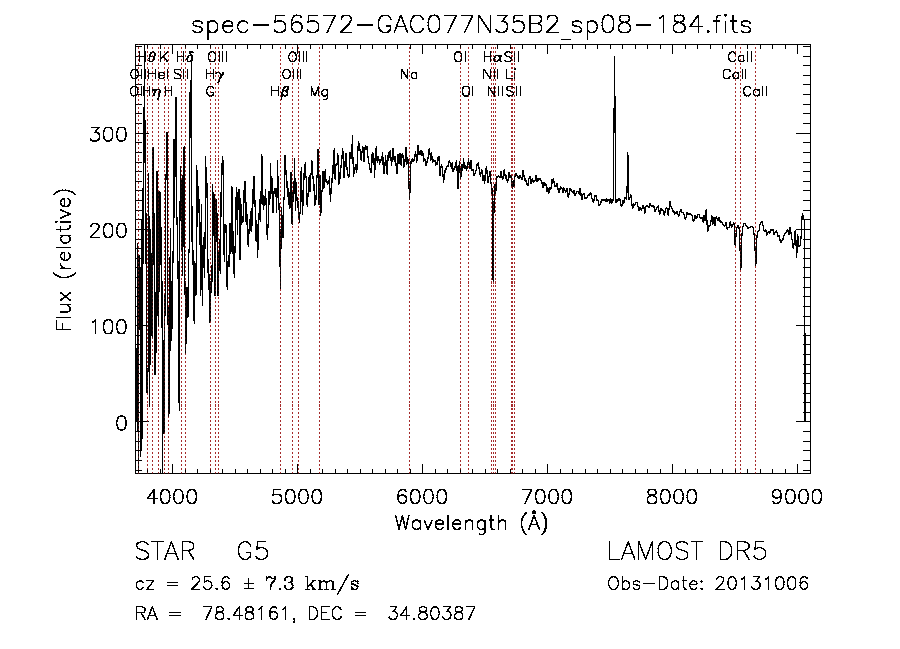 spec-56572-GAC077N35B2_sp08-184.fits
Hθ K Hδ OIII OIII OI Hα SII CaII
OII HeI SII Hγ OIII NII Li CaII
OII Hη H G Hβ Mg Na OI NII SII CaII
300
200
100
0
Flux (relative)
4000 5000 6000 7000 8000 9000
Wavelength (Å)
STAR G5 LAMOST DR5
cz = 25.6 ± 7.3 km/s Obs-Date: 20131006
RA = 78.48161, DEC = 34.80387